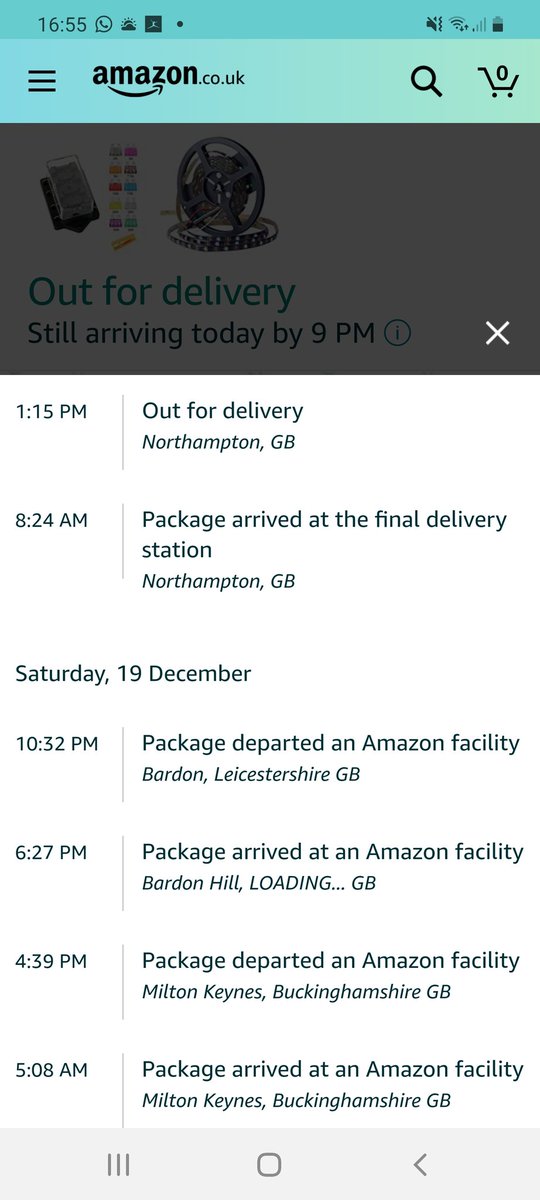 16:55
amazon.co.uk
0
Out for delivery
Still arriving today by 9 PM
1:15 PM
Out for delivery
Northampton, GB
8:24 AM
Package arrived at the final delivery
station
Northampton, GB
Saturday, 19 December
10:32 PM
Package departed an Amazon facility
Bardon, Leicestershire GB
6:27 PM
Package arrived at an Amazon facility
Bardon Hill, LOADING... GB
4:39 PM
Package departed an Amazon facility
Milton Keynes, Buckinghamshire GB
5:08 AM
Package arrived at an Amazon facility
Milton Keynes, Buckinghamshire GB